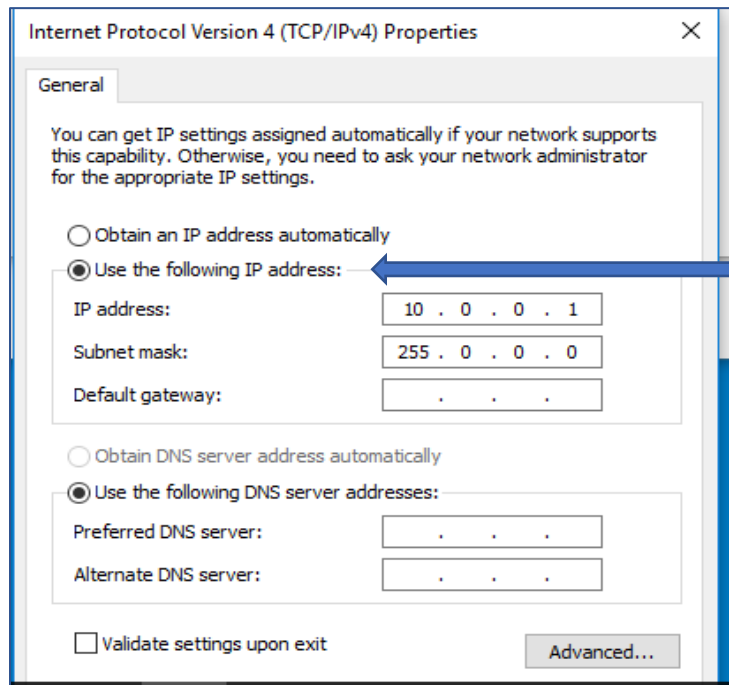 Internet Protocol Version 4 (TCP/IPv4) Properties
General
You can get IP settings assigned automatically if your network supports
this capability. Otherwise, you need to ask your network administrator
for the appropriate IP settings.
Obtain an IP address automatically
Use the following IP address:
IP address: 10 . 0 . 0 . 1
Subnet mask: 255 . 0 . 0 . 0
Default gateway: . . .
Obtain DNS server address automatically
Use the following DNS server addresses:
Preferred DNS server: . . .
Alternate DNS server: . . .
Validate settings upon exit
Advanced...